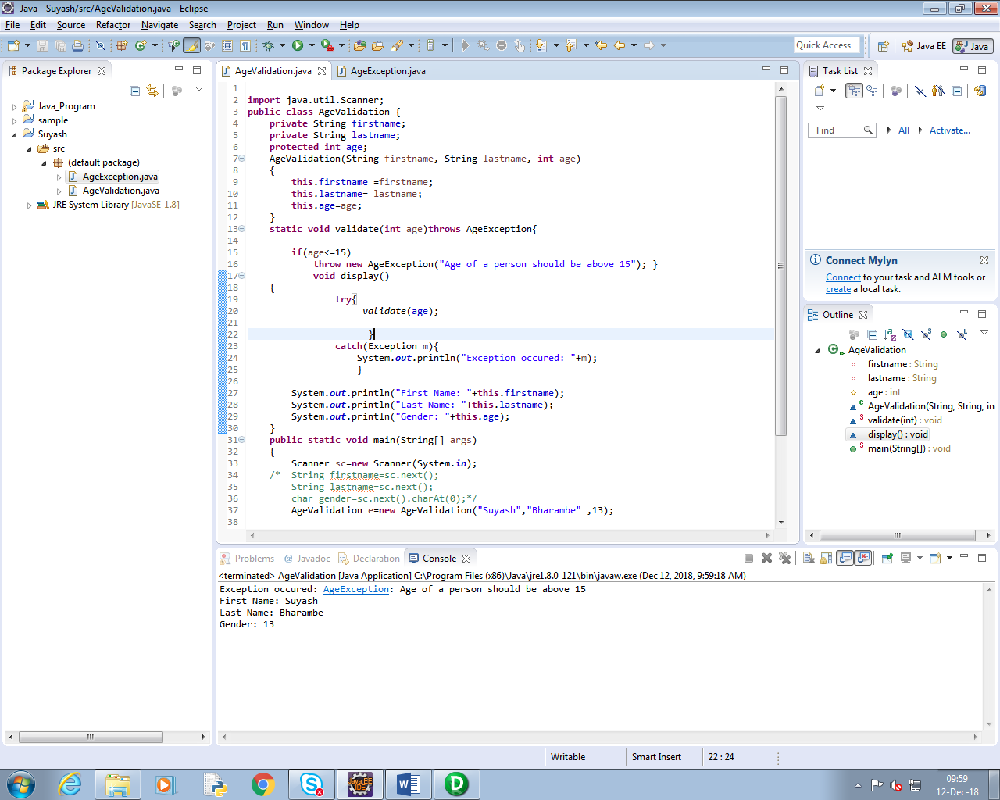 Java - Suyash/src/AgeValidation.java - Eclipse
File Edit Source Refactor Navigate Search Project Run Window Help
Quick Access
Java EE
Java
Package Explorer
Java_Program
sample
Suyash
src
(default package)
AgeException.java
AgeValidation.java
JRE System Library [JavaSE-1.8]
AgeValidation.java
AgeException.java
1
2 import java.util.Scanner;
3 public class AgeValidation {
4 private String firstname;
5 private String lastname;
6 protected int age;
7 AgeValidation(String firstname, String lastname, int age)
8 {
9 this.firstname =firstname;
10 this.lastname= lastname;
11 this.age=age;
12 }
13 static void validate(int age)throws AgeException{
14
15 if(age<=15)
16 throw new AgeException("Age of a person should be above 15"); }
17 void display()
18 {
19 try{
20 validate(age);
21
22 }
23 catch(Exception m){
24 System.out.println("Exception occured: "+m);
25 }
26
27 System.out.println("First Name: "+this.firstname);
28 System.out.println("Last Name: "+this.lastname);
29 System.out.println("Gender: "+this.age);
30 }
31 public static void main(String[] args)
32 {
33 Scanner sc=new Scanner(System.in);
34 /* String firstname=sc.next();
35 String lastname=sc.next();
36 char gender=sc.next().charAt(0);*/
37 AgeValidation e=new AgeValidation("Suyash","Bharambe" ,13);
38
Task List
Find
All
Activate...
Connect Mylyn
Connect to your task and ALM tools or
create a local task.
Outline
AgeValidation
firstname : String
lastname : String
age : int
AgeValidation(String, String, in
validate(int) : void
display() : void
main(String[]) : void
Problems @ Javadoc Declaration Console
<terminated> AgeValidation [Java Application] C:\Program Files (x86)\Java\jre1.8.0_121\bin\javaw.exe (Dec 12, 2018, 9:59:18 AM)
Exception occured: AgeException: Age of a person should be above 15
First Name: Suyash
Last Name: Bharambe
Gender: 13
Writable
Smart Insert
22 : 24
Java EE
IDE
09:59
12-Dec-18